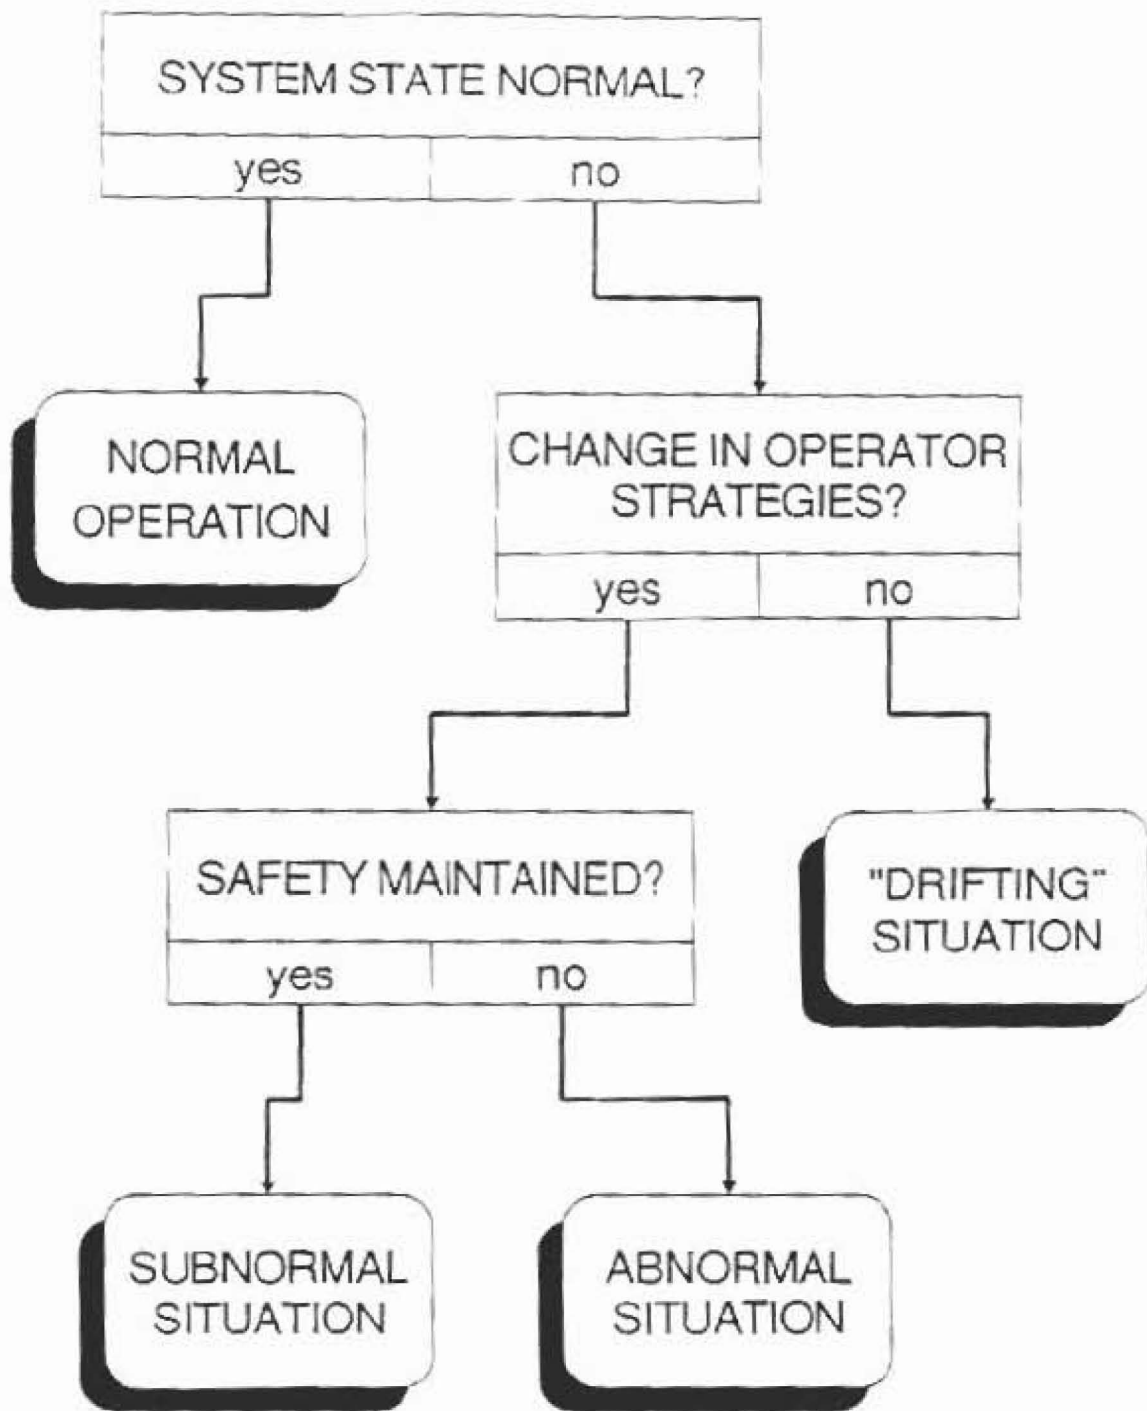 SYSTEM STATE NORMAL?
yes
no
NORMAL
OPERATION
CHANGE IN OPERATOR
STRATEGIES?
yes
no
SAFETY MAINTAINED?
yes
no
"DRIFTING"
SITUATION
SUBNORMAL
SITUATION
ABNORMAL
SITUATION